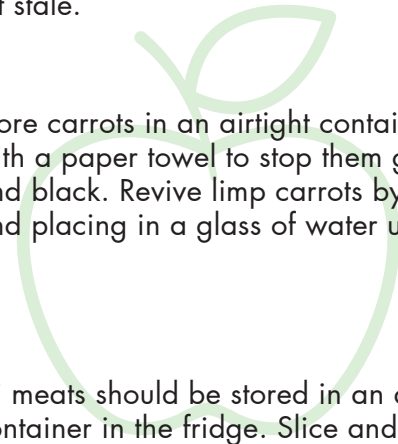 stale.
ore carrots in an airtight contai
th a paper towel to stop them g
nd black. Revive limp carrots by
nd placing in a glass of water u
meats should be stored in an
ontainer in the fridge. Slice and